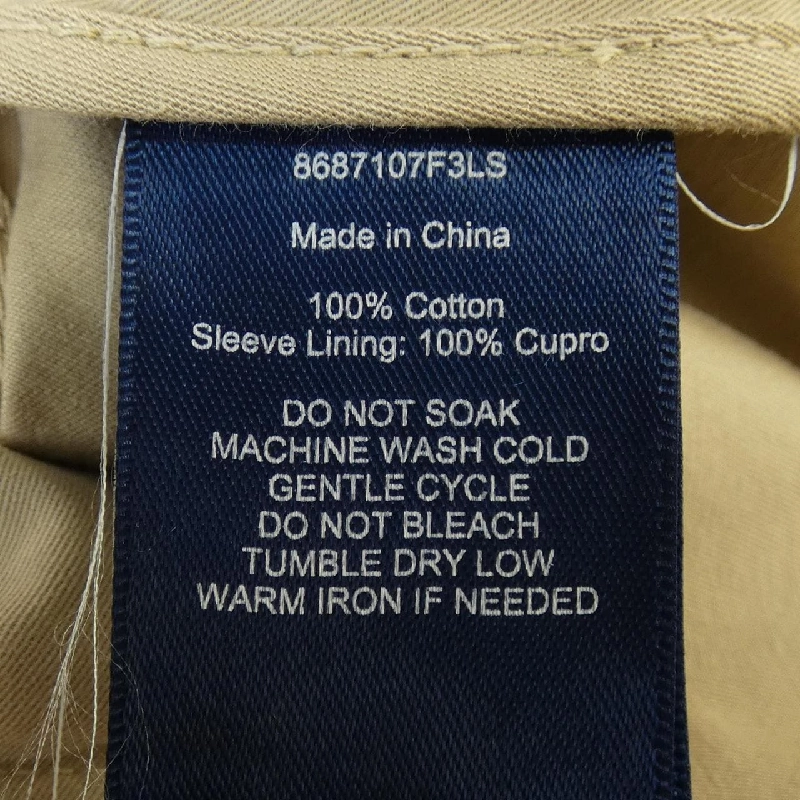 8687107F3LS
Made in China
100% Cotton
Sleeve Lining: 100% Cupro
DO NOT SOAK
MACHINE WASH COLD
GENTLE CYCLE
DO NOT BLEACH
TUMBLE DRY LOW
WARM IRON IF NEEDED